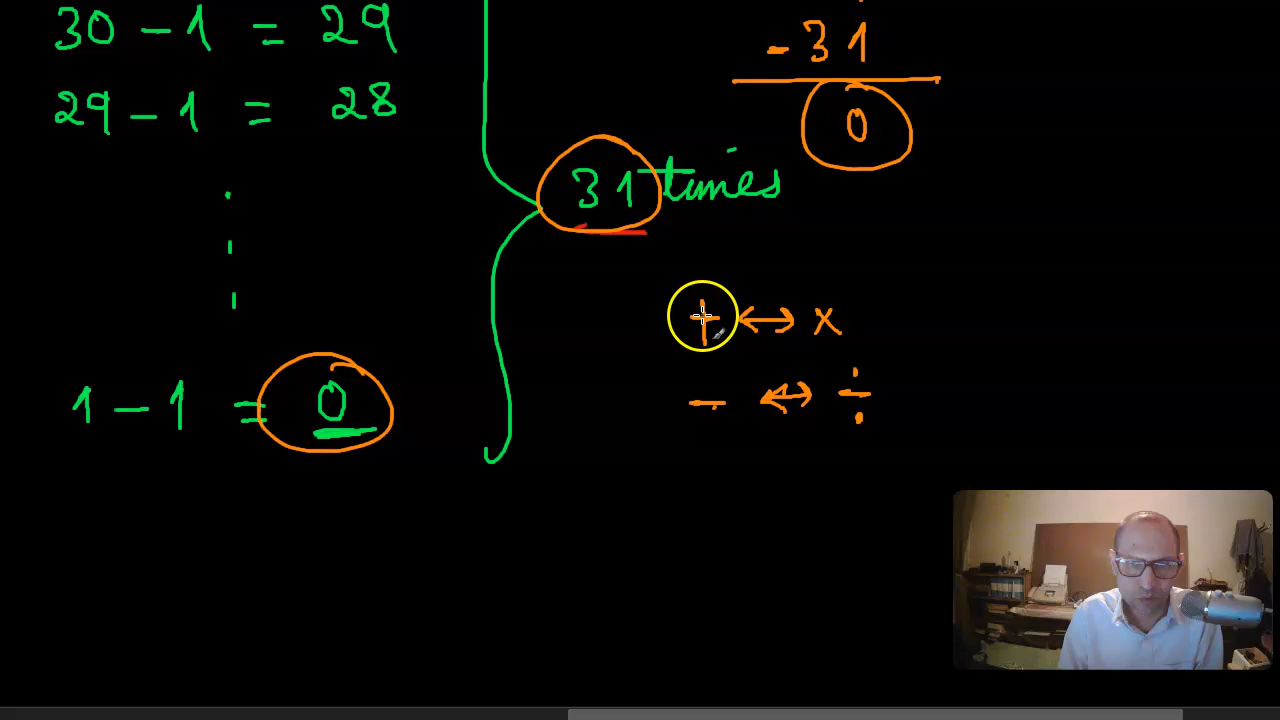 30 – 1 = 29
29 – 1 = 28
1 – 1 = 0
31 times
- 31
0
+ ↔ x
– ↔ ÷